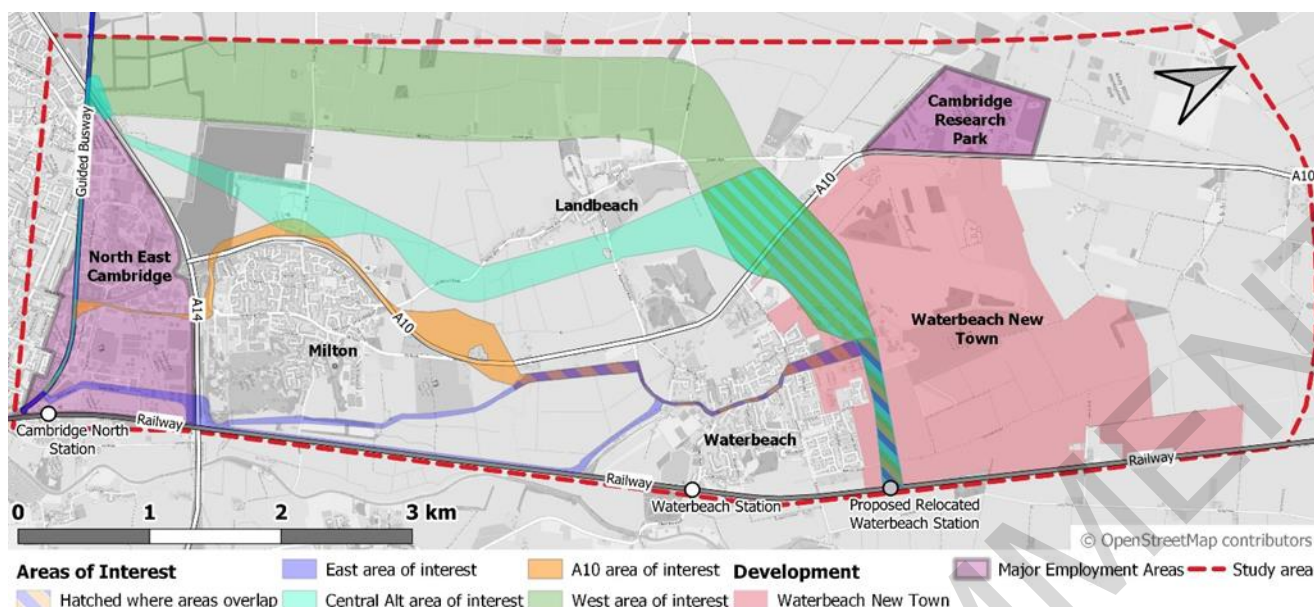 Guided Busway
North East
Cambridge
A14
Milton
A10
Landbeach
A10
Cambridge
Research
Park
A10
Waterbeach New
Town
Waterbeach
Railway
Cambridge North
Station
Railway
Waterbeach Station
Proposed Relocated
Waterbeach Station
Railway
0 1 2 3 km
© OpenStreetMap contributors
Areas of Interest
East area of interest
A10 area of interest
Development
Major Employment Areas
Study area
Hatched where areas overlap
Central Alt area of interest
West area of interest
Waterbeach New Town